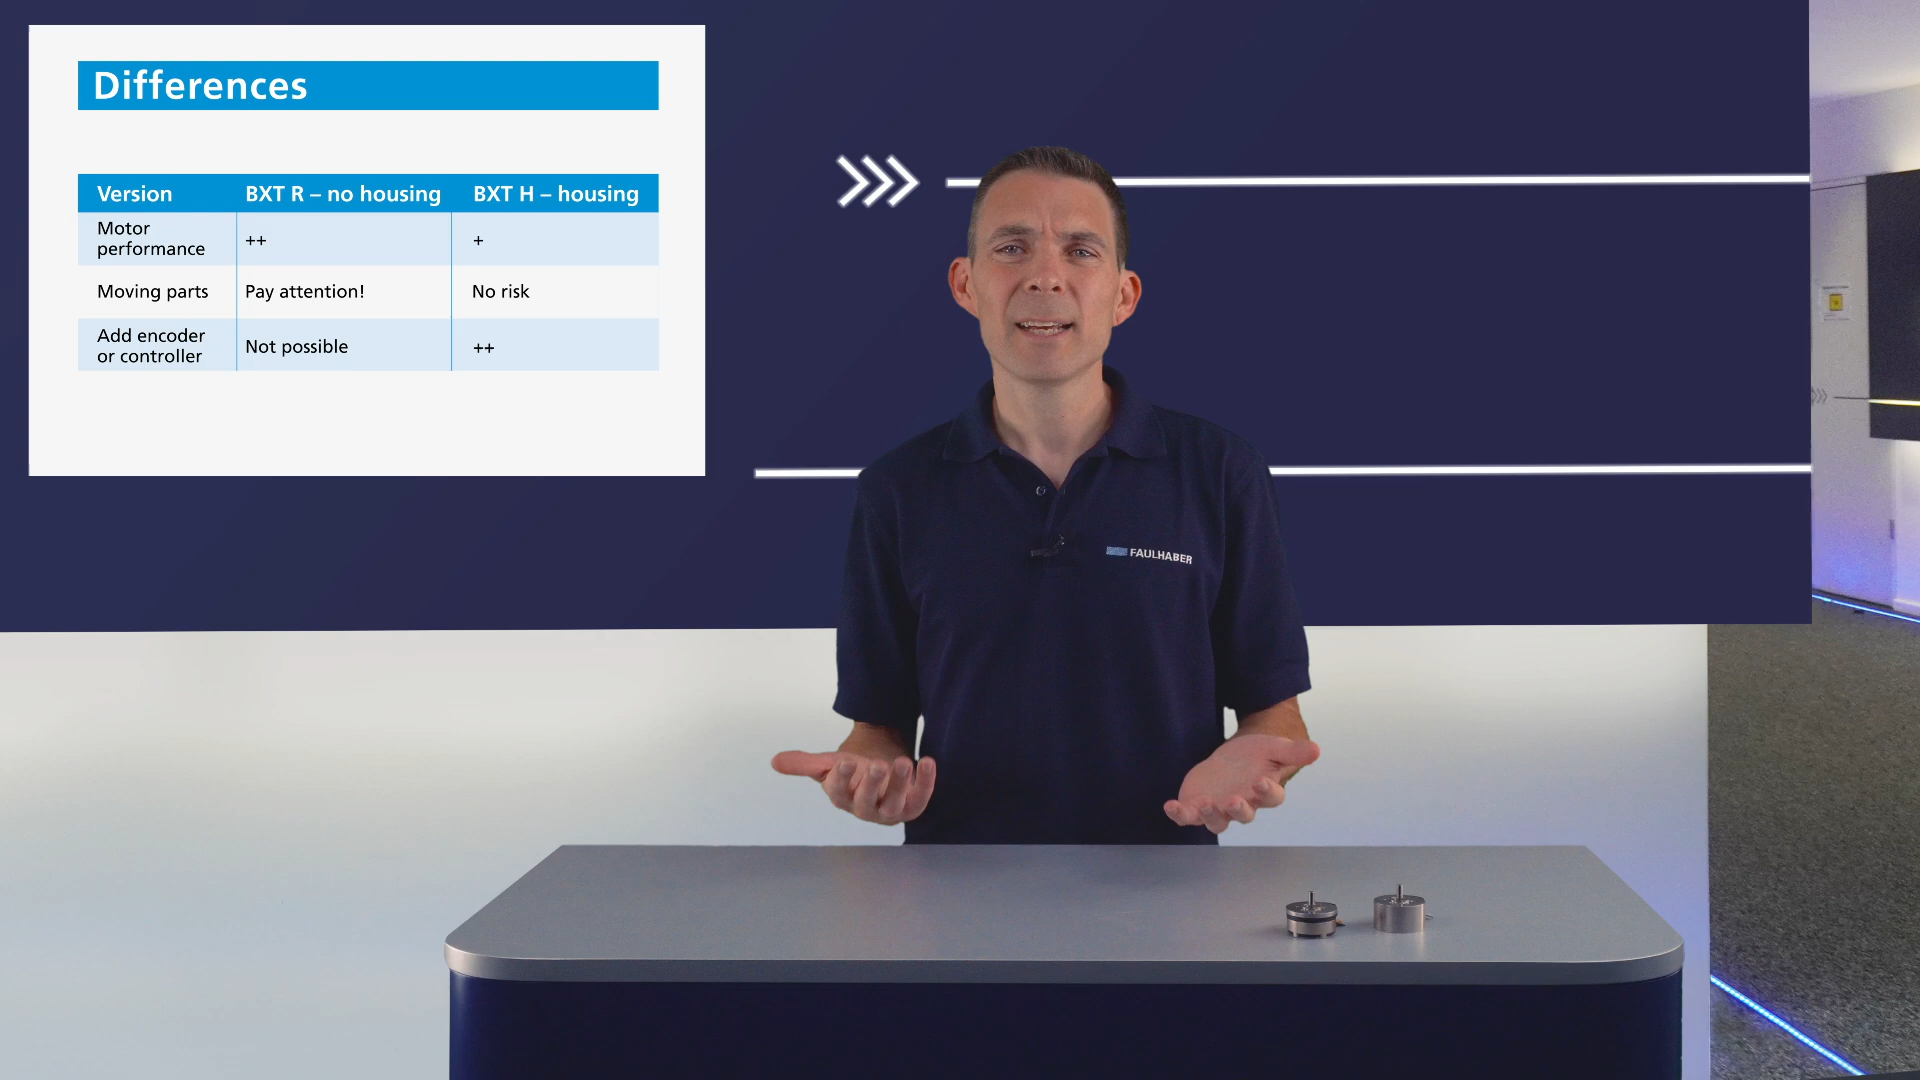 Differences
Version BXT R – no housing BXT H – housing
Motor
performance ++ +
Moving parts Pay attention! No risk
Add encoder
or controller Not possible ++
FAULHABER